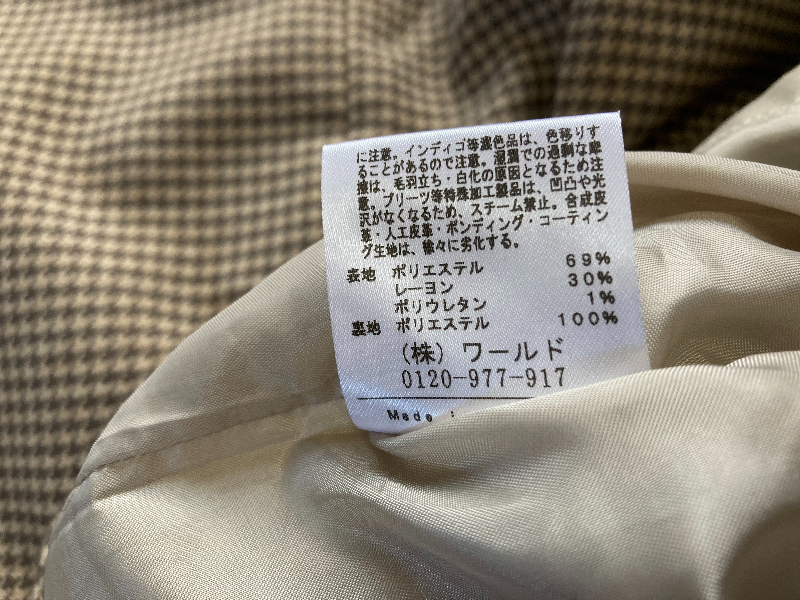 に注意。インディゴ等濃色品は、色移りす
ることがあるので注意。湿潤での過剰な摩
擦は、毛羽立ち・白化の原因となるため注
意。プリーツ等特殊加工製品は、凹凸や光
沢がなくなるため、スチーム禁止。合成皮
革・人工皮革・ボンディング・コーティン
グ生地は、徐々に劣化する。
表地 ポリエステル 69%
レーヨン 30%
ポリウレタン 1%
裏地 ポリエステル 100%
(株) ワールド
0120-977-917
Made